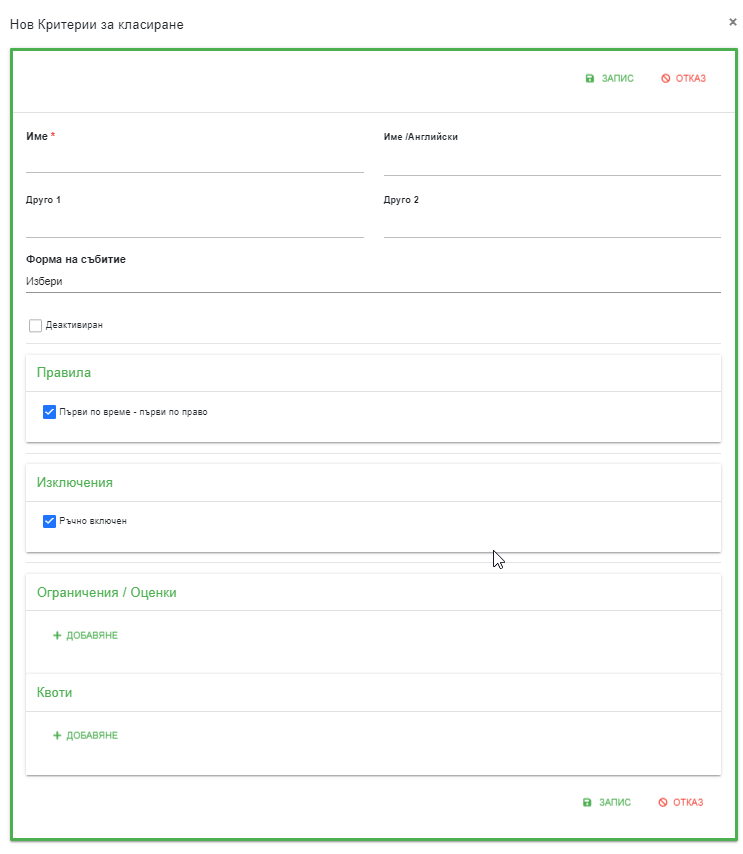 Нов Критерии за класиране ×
ЗАПИС ОТКАЗ
Име * Име /Английски
Друго 1 Друго 2
Форма на събитие
Избери
Деактивиран
Правила
Първи по време - първи по право
Изключения
Ръчно включен
Ограничения / Оценки
+ ДОБАВЯНЕ
Квоти
+ ДОБАВЯНЕ
ЗАПИС ОТКАЗ